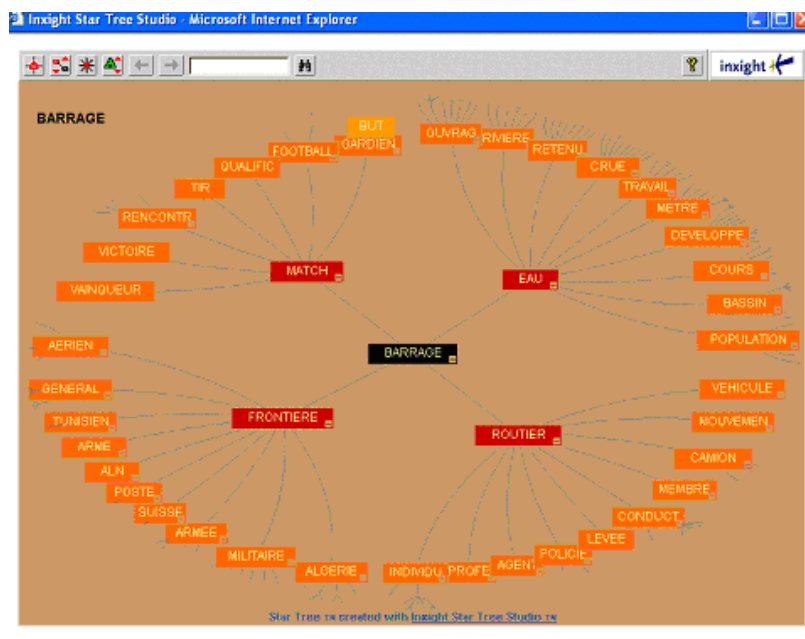 Inxight Star Tree Studio - Microsoft Internet Explorer
inxight
BARRAGE
BUT
GARDIEN
FOOTBALL
QUALIFIC
TIR
RENCONTR
VICTOIRE
VAINQUEUR
MATCH
OUVRAG
RIVIERE
RETENU
CRUE
TRAVAIL
METRE
DEVELOPPE
COURS
BASSIN
POPULATION
EAU
BARRAGE
AERIEN
GENERAL
TUNISIEN
ARME
ALN
POSTE
SUISSE
ARMEE
MILITAIRE
ALGERIE
FRONTIERE
VEHICULE
MOUVEMEN
CAMION
MEMBRE
CONDUCT
LEVEE
POLICIE
AGENT
PROFE
INDIVIDU
ROUTIER
Star Tree TM created with Inxight Star Tree Studio TM